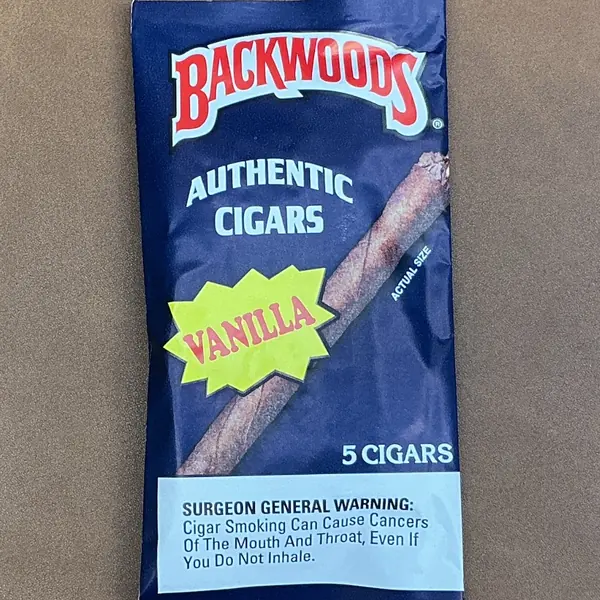 BACKWOODS®
AUTHENTIC
CIGARS
ACTUAL SIZE
VANILLA
5 CIGARS
SURGEON GENERAL WARNING:
Cigar Smoking Can Cause Cancers
Of The Mouth And Throat, Even If
You Do Not Inhale.